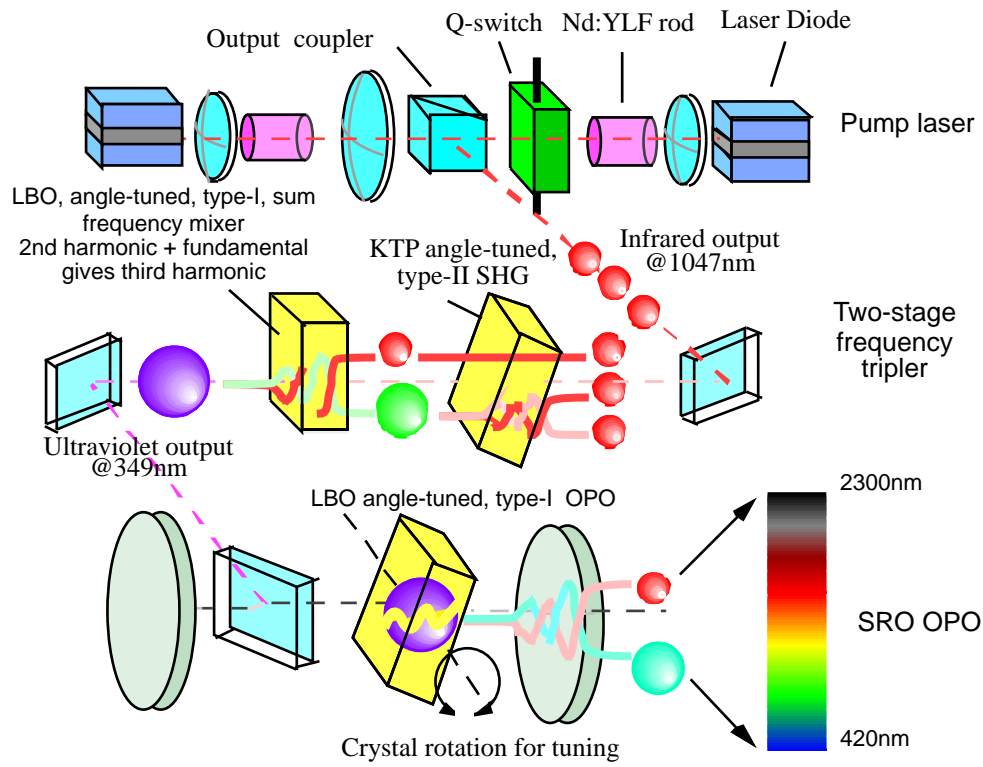 Output coupler
Q-switch
Nd:YLF rod
Laser Diode
Pump laser
LBO, angle-tuned, type-I, sum
frequency mixer
2nd harmonic + fundamental
gives third harmonic
KTP angle-tuned,
type-II SHG
Infrared output
@1047nm
Two-stage
frequency
tripler
Ultraviolet output
@349nm
LBO angle-tuned, type-I OPO
2300nm
SRO OPO
420nm
Crystal rotation for tuning